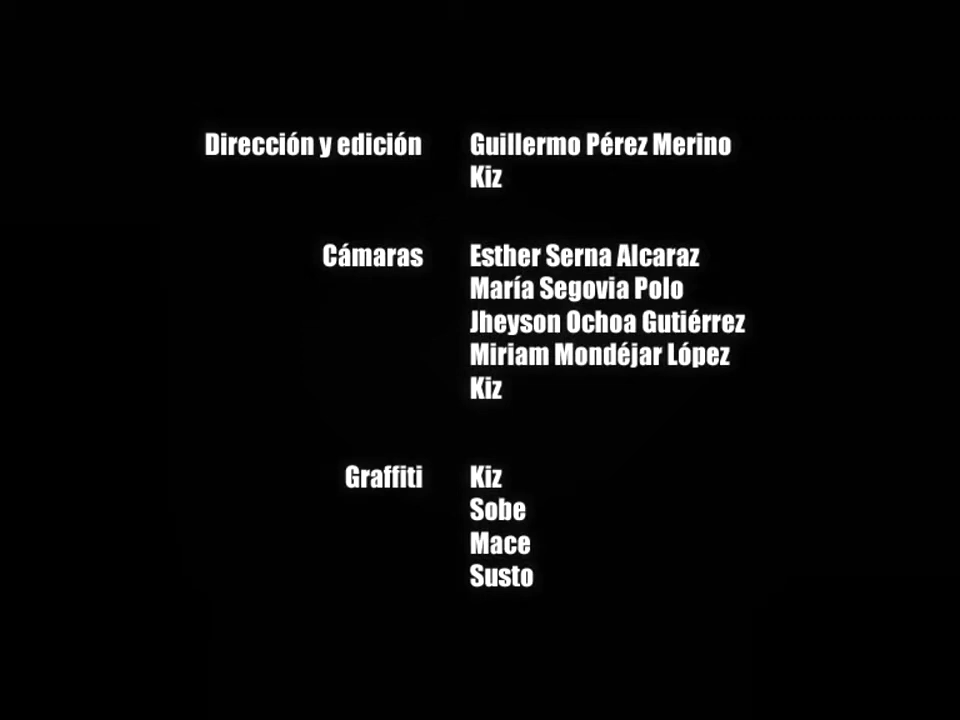 Dirección y edición Guillermo Pérez Merino
Kiz
Cámaras Esther Serna Alcaraz
María Segovia Polo
Jheyson Ochoa Gutiérrez
Miriam Mondéjar López
Kiz
Graffiti Kiz
Sobe
Mace
Susto